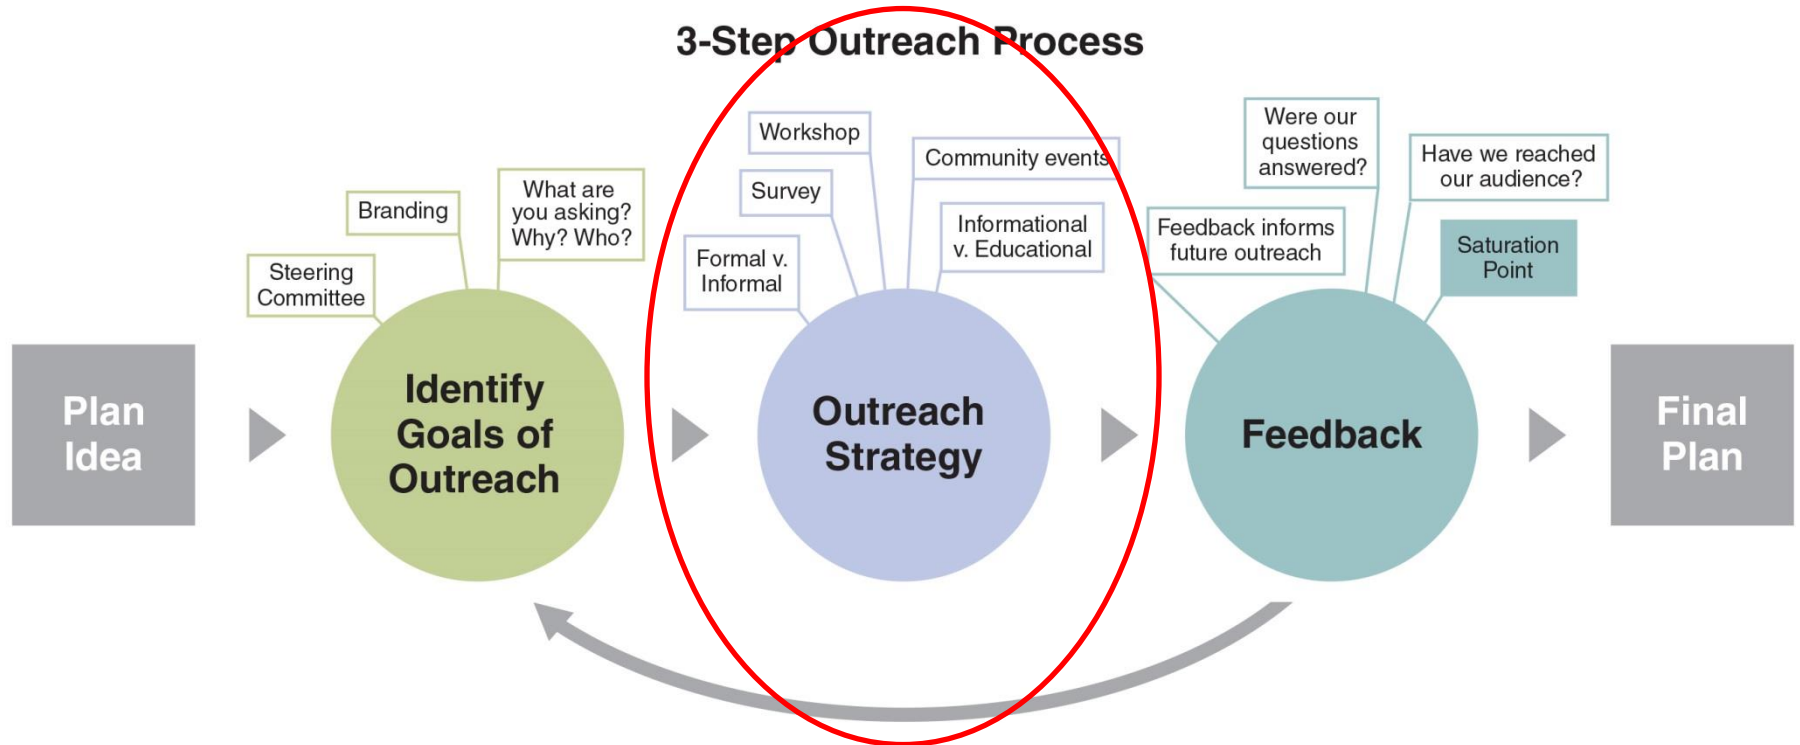 3-Step Outreach Process
Steering
Committee
Branding
What are
you asking?
Why? Who?
Formal v.
Informal
Survey
Workshop
Community events
Informational
v. Educational
Feedback informs
future outreach
Were our
questions
answered?
Have we reached
our audience?
Saturation
Point
Plan
Idea
Identify
Goals of
Outreach
Outreach
Strategy
Feedback
Final
Plan